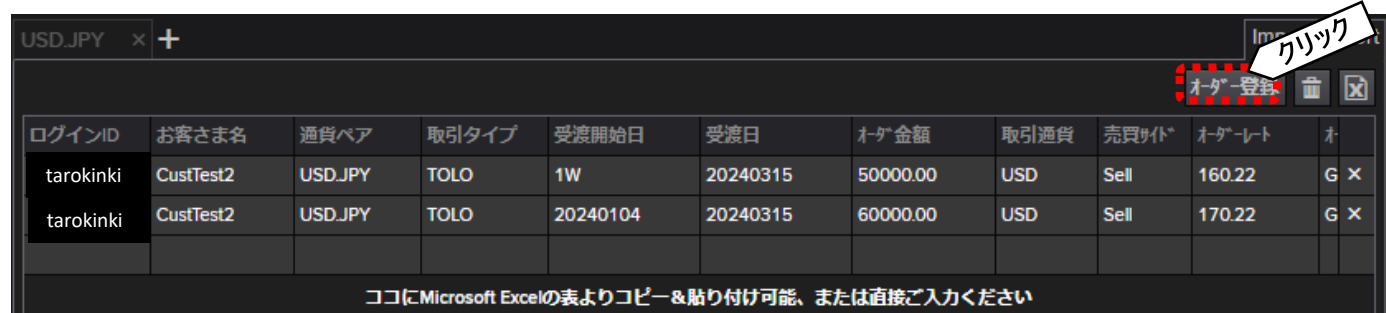 USD.JPY × +
クリック
ｵｰﾀﾞｰ登録
ログインID お客さま名 通貨ペア 取引タイプ 受渡開始日 受渡日 ｵｰﾀﾞ金額 取引通貨 売買ｻｲﾄﾞ ｵｰﾀﾞｰﾚｰﾄ ｵ
tarokinki CustTest2 USD.JPY TOLO 1W 20240315 50000.00 USD Sell 160.22 G ×
tarokinki CustTest2 USD.JPY TOLO 20240104 20240315 60000.00 USD Sell 170.22 G ×
ココにMicrosoft Excelの表よりコピー&貼り付け可能、または直接ご入力ください